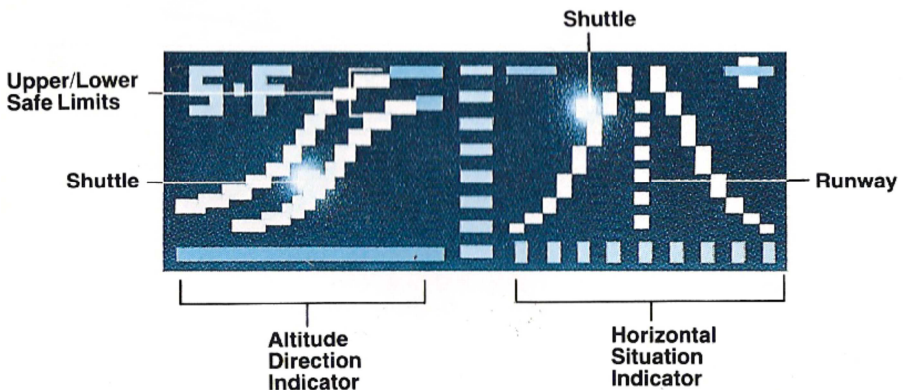 Shuttle
Upper/Lower
Safe Limits
S·F
Shuttle
Runway
Altitude
Direction
Indicator
Horizontal
Situation
Indicator